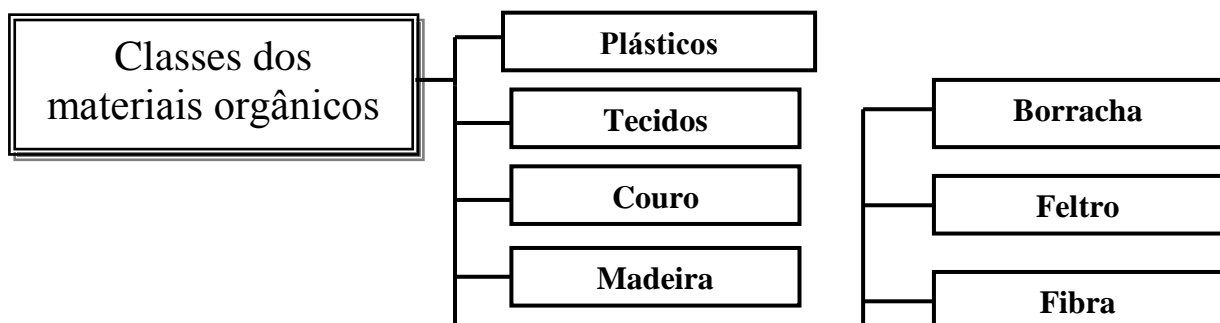 Classes dos
materiais orgânicos
Plásticos
Tecidos
Couro
Madeira
Borracha
Feltro
Fibra